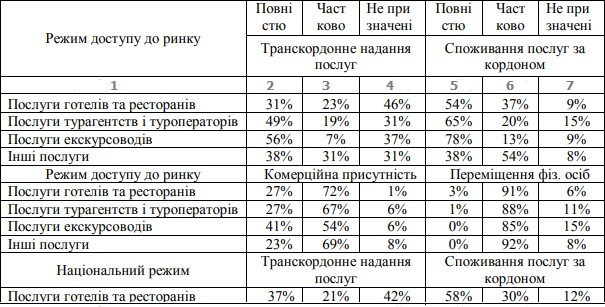 Режим доступу до ринку Повні стю Част ково Не при значені Повні стю Част ково Не при значені
Транскордонне надання послуг Споживання послуг за кордоном
1 2 3 4 5 6 7
Послуги готелів та ресторанів 31% 23% 46% 54% 37% 9%
Послуги турагентств і туроператорів 49% 19% 31% 65% 20% 15%
Послуги екскурсоводів 56% 7% 37% 78% 13% 9%
Інші послуги 38% 31% 31% 38% 54% 8%
Режим доступу до ринку Комерційна присутність Переміщення фіз. осіб
Послуги готелів та ресторанів 27% 72% 1% 3% 91% 6%
Послуги турагентств і туроператорів 27% 67% 6% 1% 88% 11%
Послуги екскурсоводів 41% 54% 6% 0% 85% 15%
Інші послуги 23% 69% 8% 0% 92% 8%
Національний режим Транскордонне надання послуг Споживання послуг за кордоном
Послуги готелів та ресторанів 37% 21% 42% 58% 30% 12%